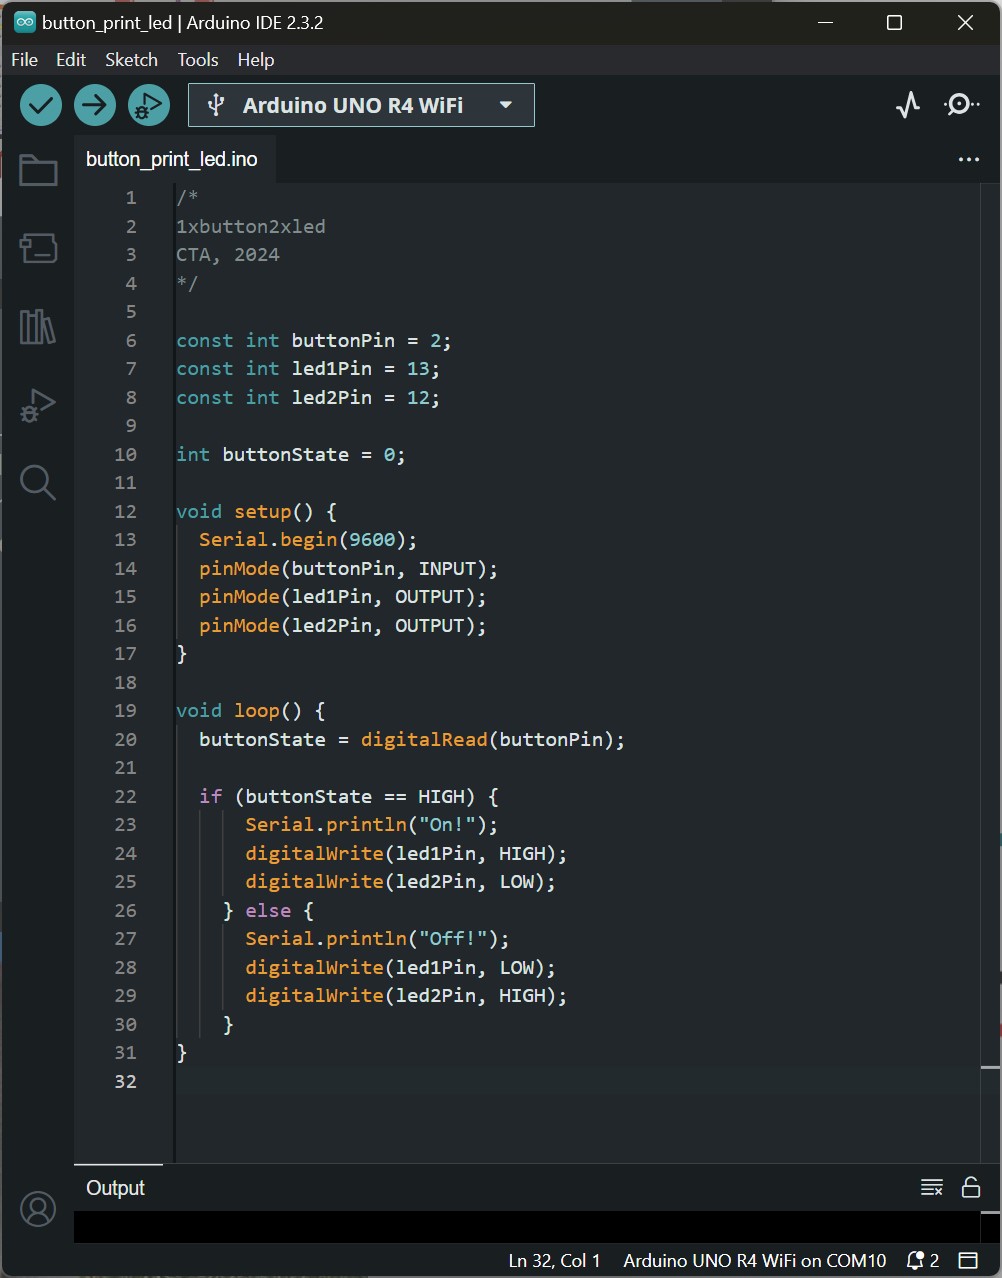 button_print_led | Arduino IDE 2.3.2
File Edit Sketch Tools Help
Arduino UNO R4 WiFi
button_print_led.ino
1 /*
2 1xbutton2xled
3 CTA, 2024
4 */
5
6 const int buttonPin = 2;
7 const int led1Pin = 13;
8 const int led2Pin = 12;
9
10 int buttonState = 0;
11
12 void setup() {
13   Serial.begin(9600);
14   pinMode(buttonPin, INPUT);
15   pinMode(led1Pin, OUTPUT);
16   pinMode(led2Pin, OUTPUT);
17 }
18
19 void loop() {
20   buttonState = digitalRead(buttonPin);
21
22   if (buttonState == HIGH) {
23       Serial.println("On!");
24       digitalWrite(led1Pin, HIGH);
25       digitalWrite(led2Pin, LOW);
26     } else {
27       Serial.println("Off!");
28       digitalWrite(led1Pin, LOW);
29       digitalWrite(led2Pin, HIGH);
30     }
31 }
32
Output
Ln 32, Col 1 Arduino UNO R4 WiFi on COM10 2